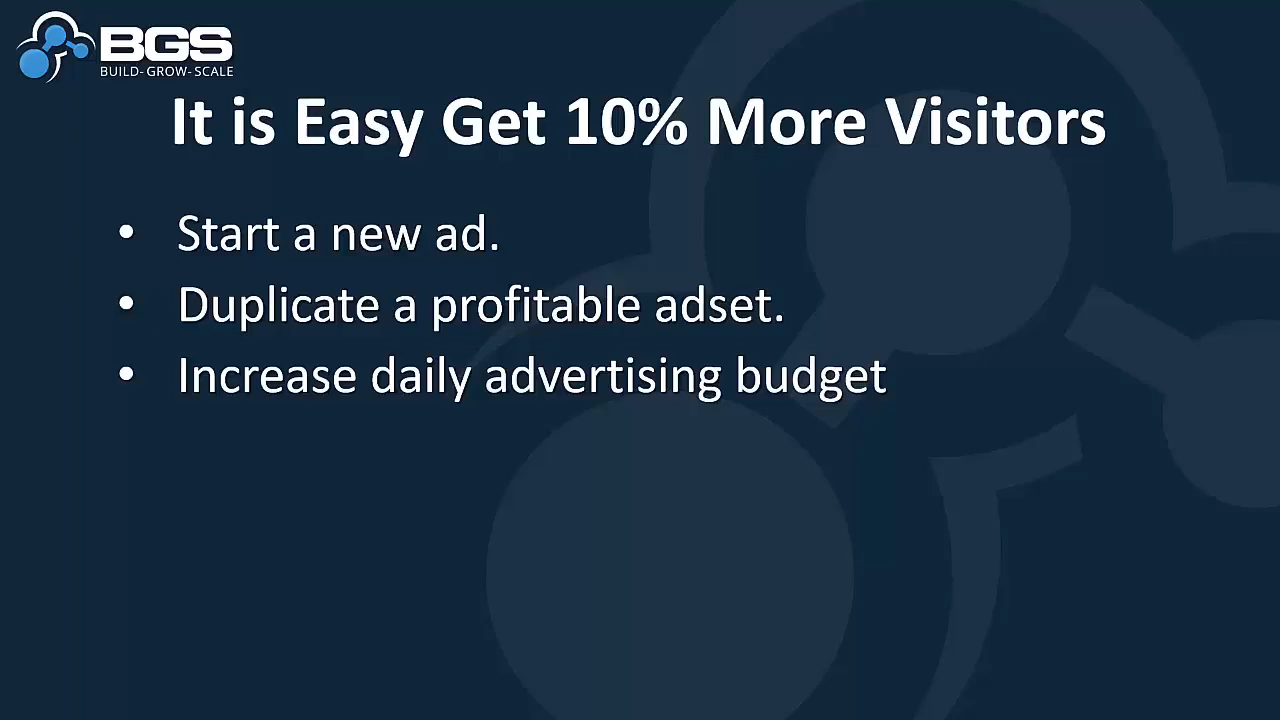 BGS
BUILD-GROW-SCALE
It is Easy Get 10% More Visitors
• Start a new ad.
• Duplicate a profitable adset.
• Increase daily advertising budget